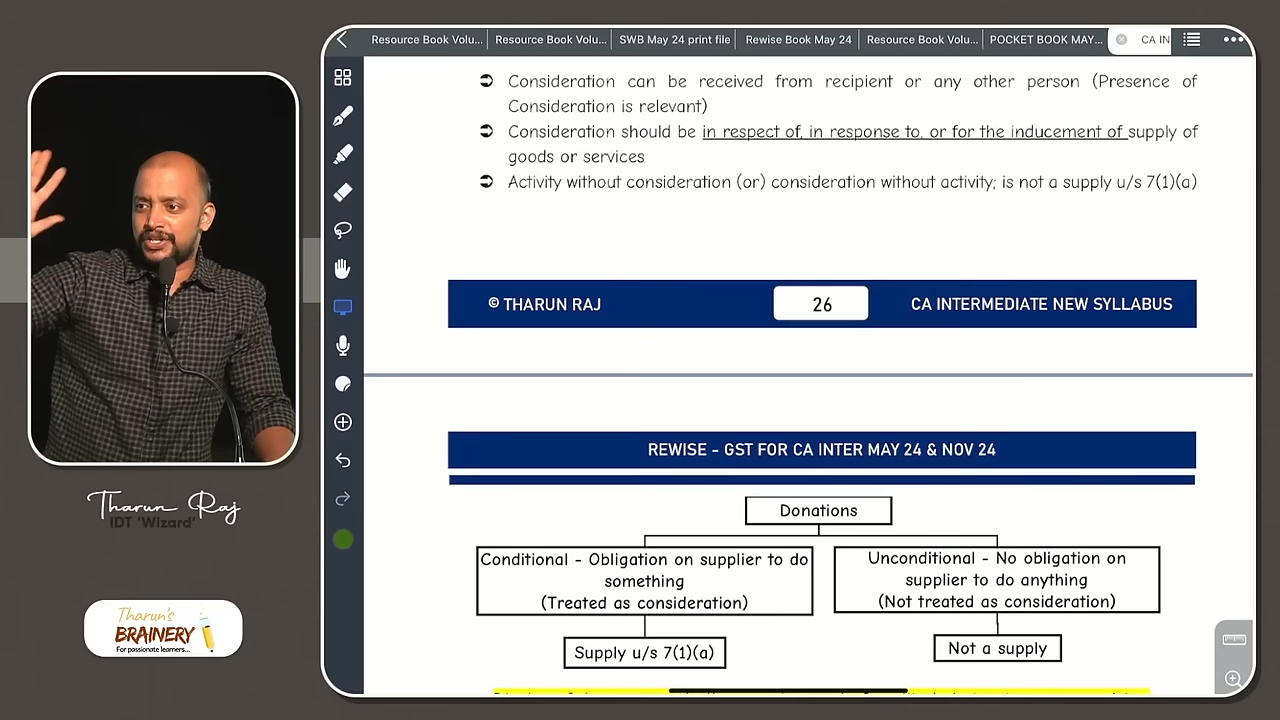 Resource Book Volu...
Resource Book Volu...
SWB May 24 print file
Rewise Book May 24
Resource Book Volu...
POCKET BOOK MAY...
CA IN
Consideration can be received from recipient or any other person (Presence of
Consideration is relevant)
Consideration should be in respect of, in response to, or for the inducement of supply of
goods or services
Activity without consideration (or) consideration without activity; is not a supply u/s 7(1)(a)
© THARUN RAJ
26
CA INTERMEDIATE NEW SYLLABUS
REWISE - GST FOR CA INTER MAY 24 & NOV 24
Donations
Conditional - Obligation on supplier to do
something
(Treated as consideration)
Unconditional - No obligation on
supplier to do anything
(Not treated as consideration)
Supply u/s 7(1)(a)
Not a supply
Tharun Raj
IDT 'Wizard'
Tharun's
BRAINERY
For passionate learners...